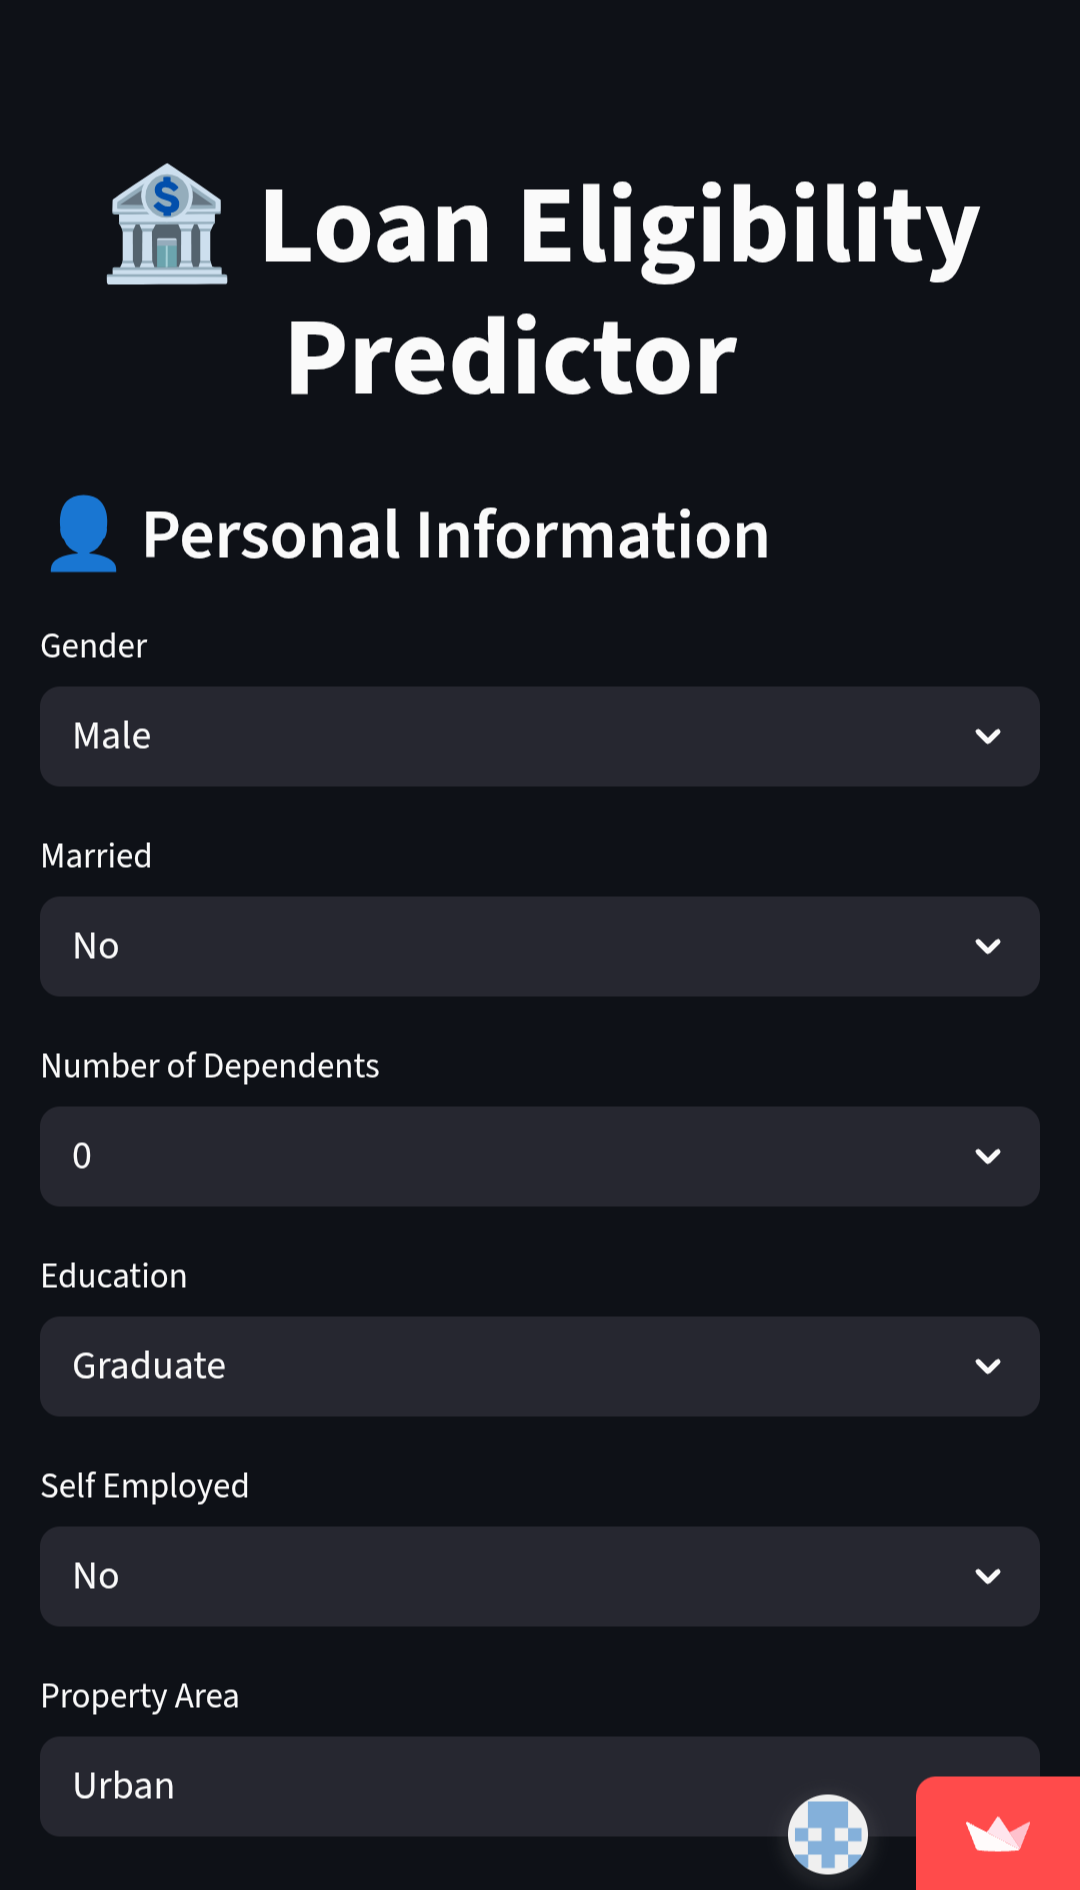 Loan Eligibility
Predictor
Personal Information
Gender
Male
Married
No
Number of Dependents
0
Education
Graduate
Self Employed
No
Property Area
Urban